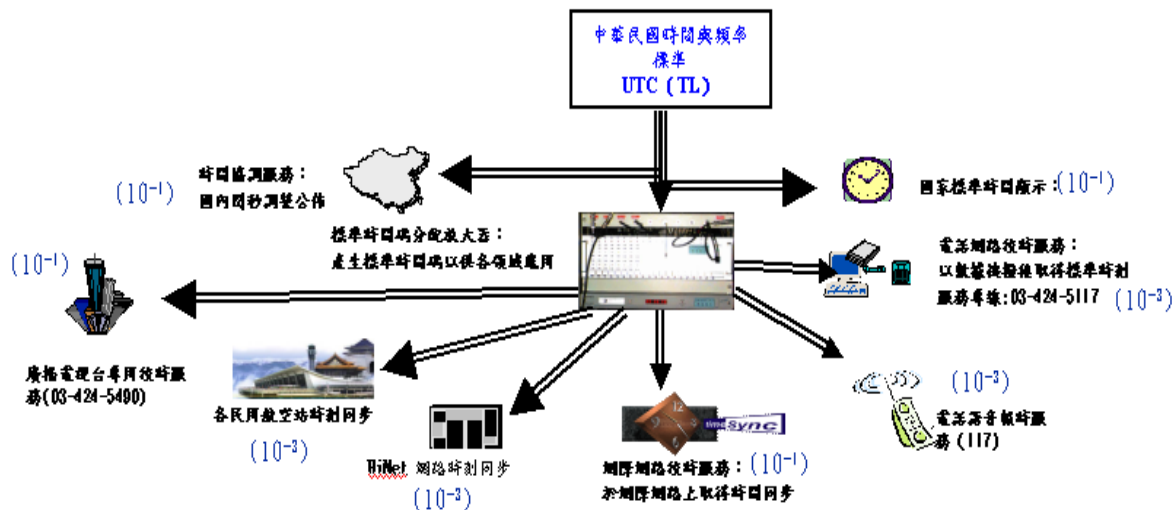 中華民國時間與頻率
標準
UTC (TL)
時間協調服務：
國內閏秒調整公佈
(10⁻¹)
國家標準時間顯示：(10⁻¹)
標準時間碼分配放大器：
產生標準時間碼以供各領域應用
電話網路校時服務：
以數據機撥接取得標準時刻
服務專線:03-424-5117 (10⁻³)
(10⁻¹)
廣播電視台專用校時服
務(03-424-5490)
各民用航空站時刻同步
(10⁻³)
HiNet 網路時刻同步
(10⁻³)
12
3
6
9
timeSync
網際網路校時服務：(10⁻¹)
於網際網路上取得時間同步
(10⁻³)
電話語音報時服
務 (117)